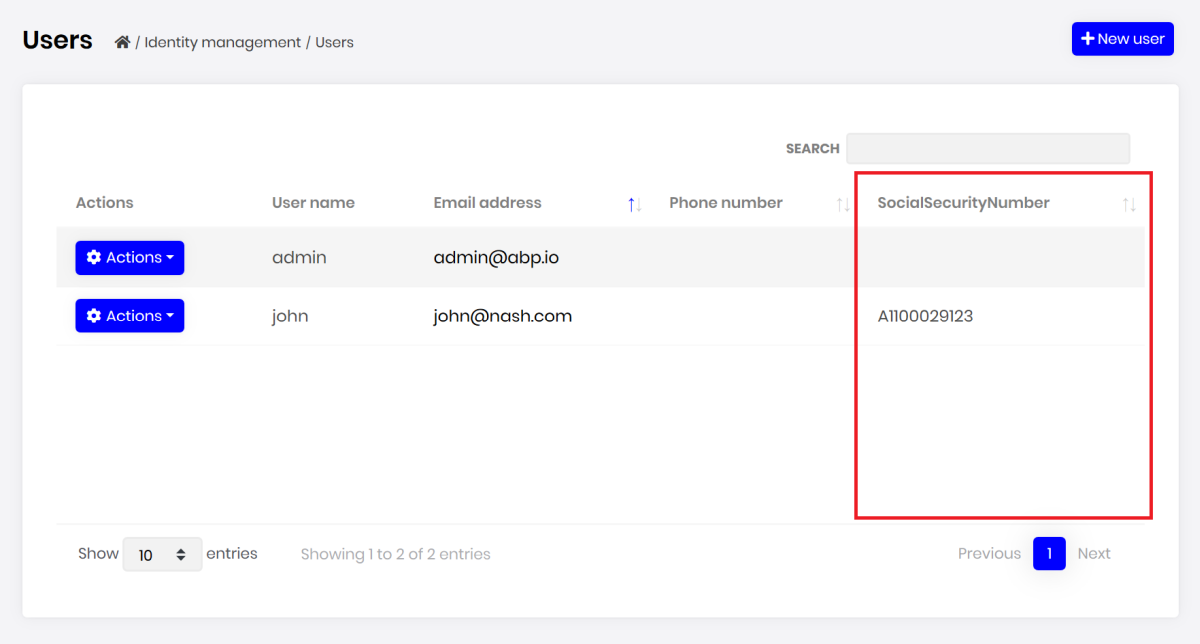 Users / Identity management / Users + New user
SEARCH
Actions User name Email address Phone number SocialSecurityNumber
Actions admin admin@abp.io
Actions john john@nash.com A1100029123
Show 10 entries Showing 1 to 2 of 2 entries Previous 1 Next